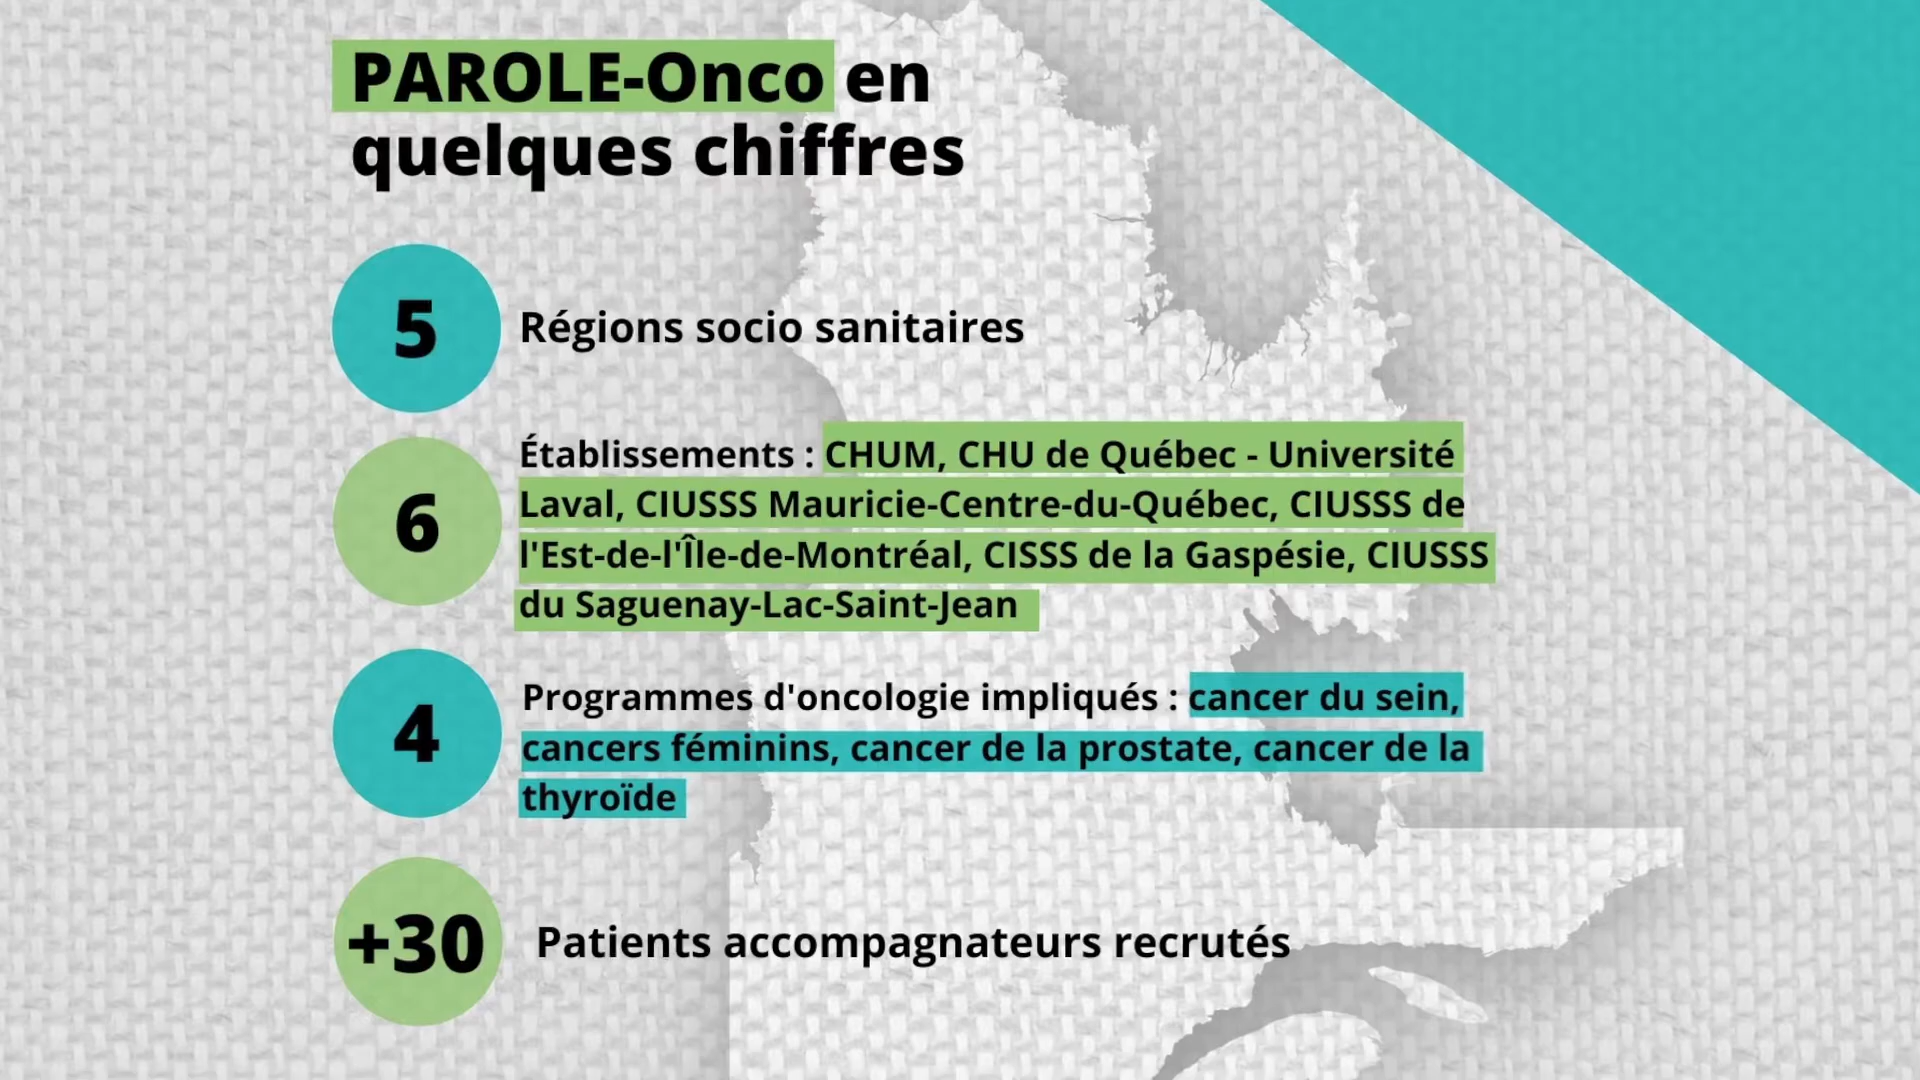 PAROLE-Onco en
quelques chiffres
5
Régions socio sanitaires
6
Établissements : CHUM, CHU de Québec - Université
Laval, CIUSSS Mauricie-Centre-du-Québec, CIUSSS de
l'Est-de-l'Île-de-Montréal, CISSS de la Gaspésie, CIUSSS
du Saguenay-Lac-Saint-Jean
4
Programmes d'oncologie impliqués : cancer du sein,
cancers féminins, cancer de la prostate, cancer de la
thyroïde
+30
Patients accompagnateurs recrutés